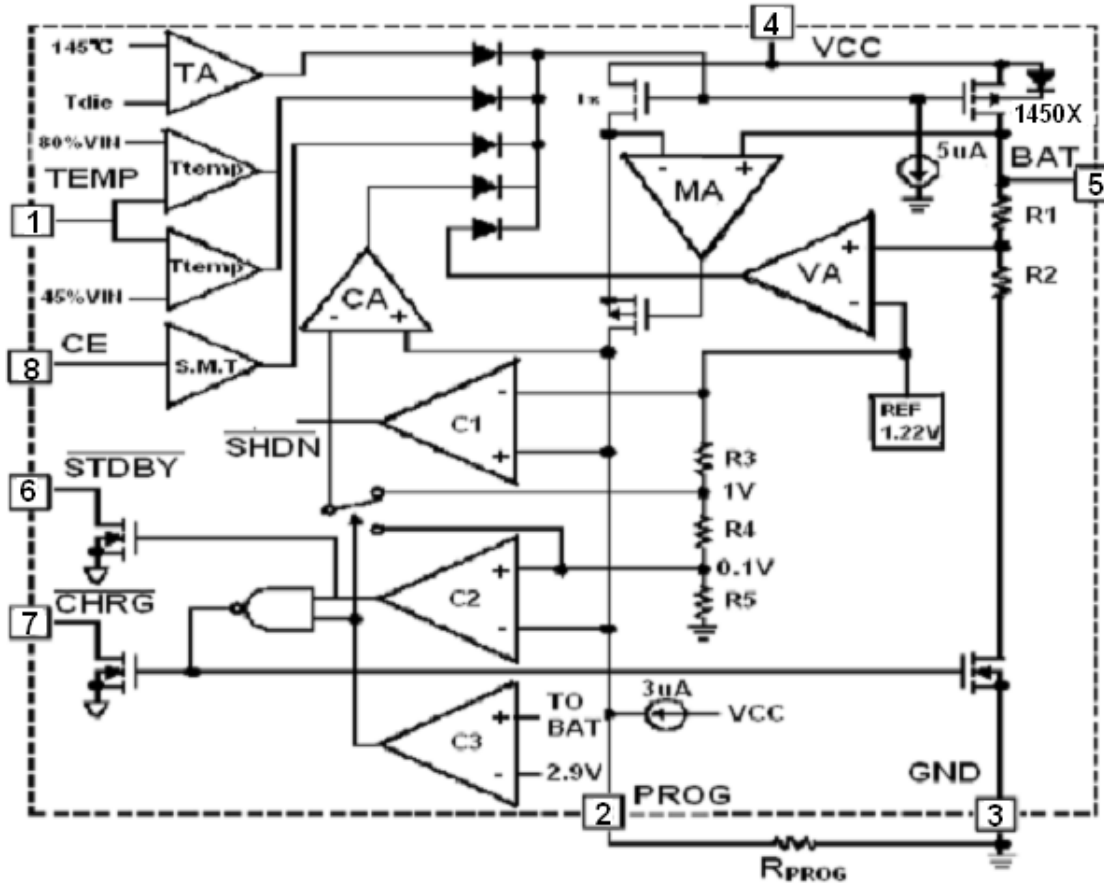 4
VCC
145°C
TA
Tdie
1450X
80%VIN
Ttemp
5uA
BAT
5
TEMP
- +
MA
1
R1
Ttemp
+
VA
-
R2
45%VIN
CA
- +
CE
8
S.M.T
-
C1
+
REF
1.22V
SHDN
R3
STDBY
1V
6
R4
+
C2
-
0.1V
CHRG
R5
7
3uA
VCC
+
C3
-
TO
BAT
2.9V
GND
2
PROG
3
RPROG